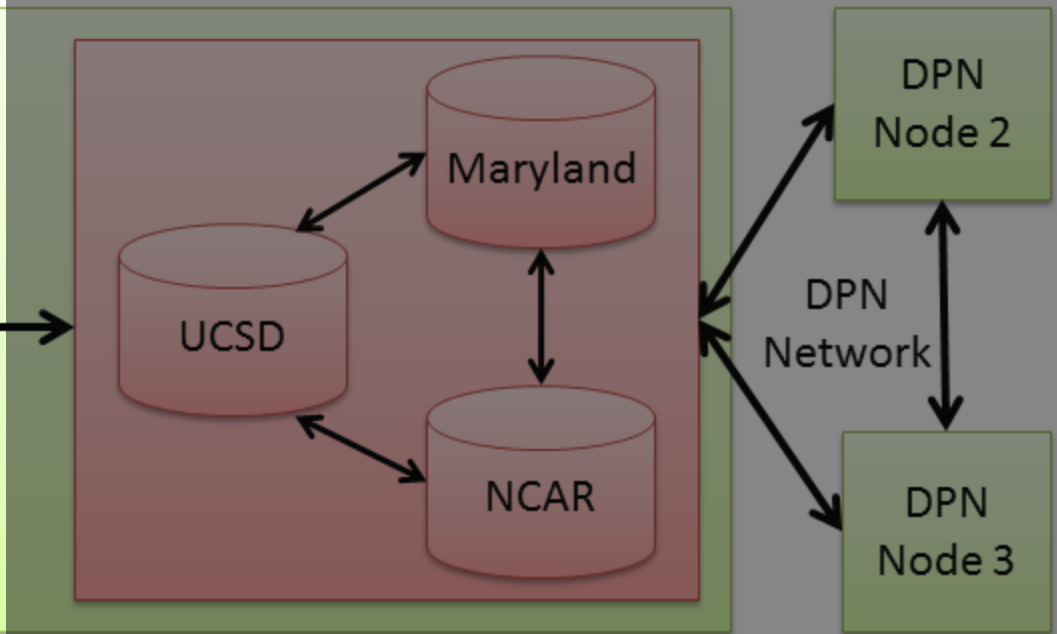 Maryland
UCSD
NCAR
DPN
Node 2
DPN
Network
DPN
Node 3